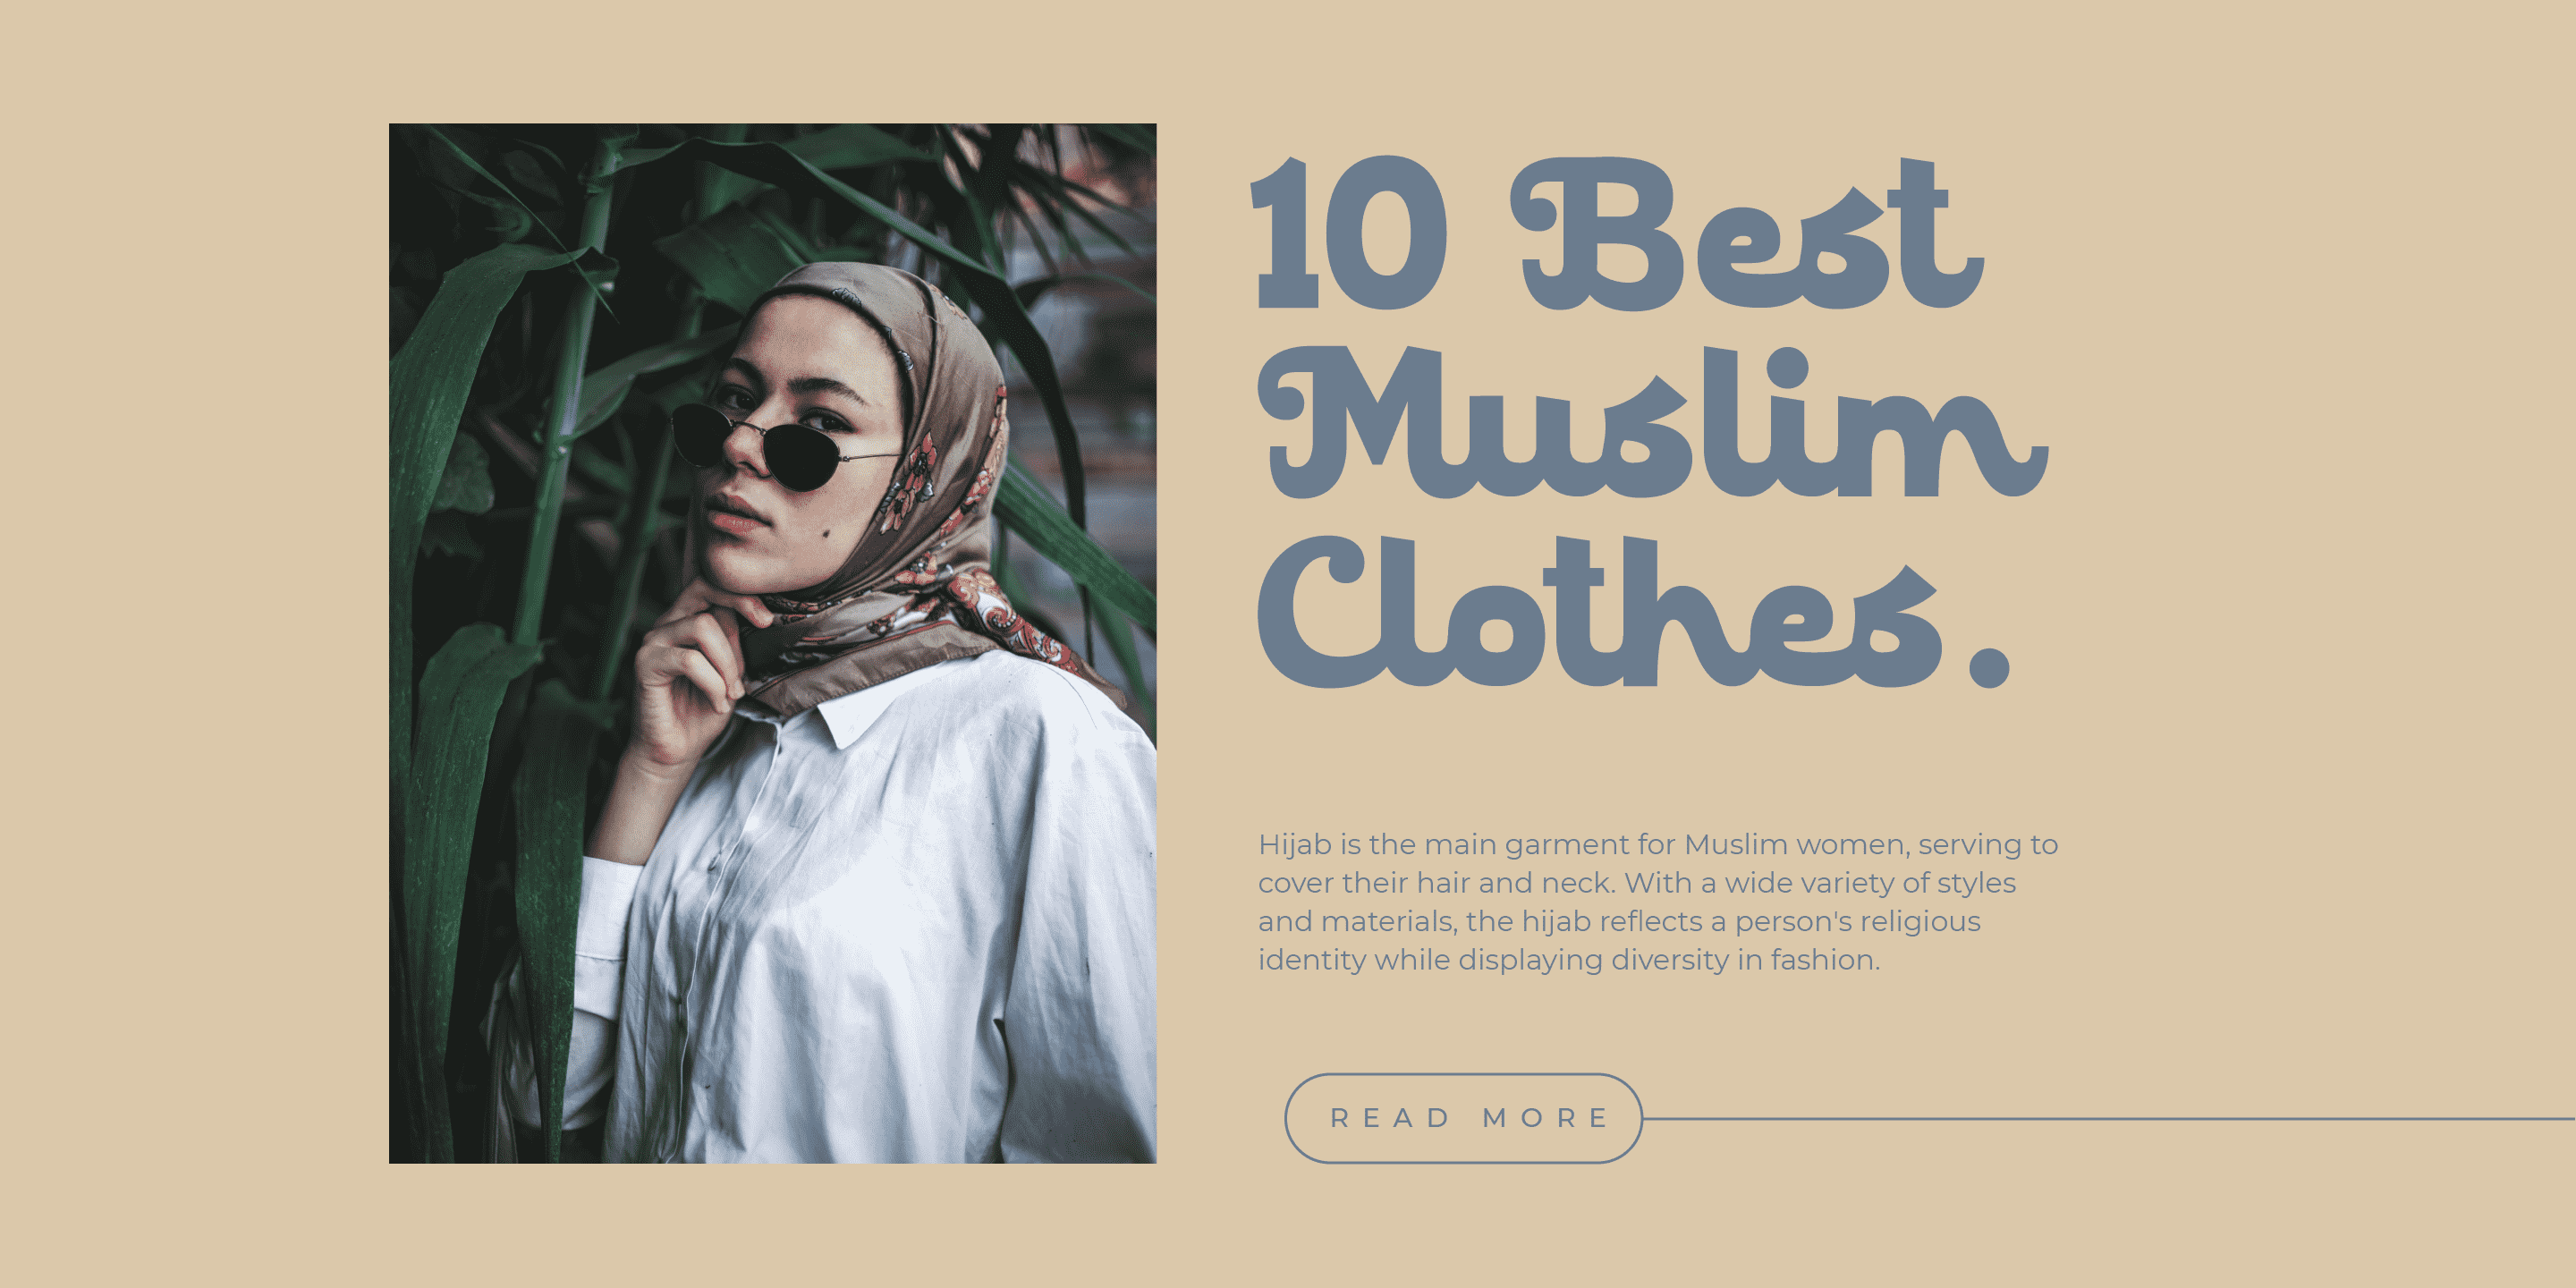 10 Best
Muslim
Clothes.
Hijab is the main garment for Muslim women, serving to
cover their hair and neck. With a wide variety of styles
and materials, the hijab reflects a person's religious
identity while displaying diversity in fashion.
READ MORE